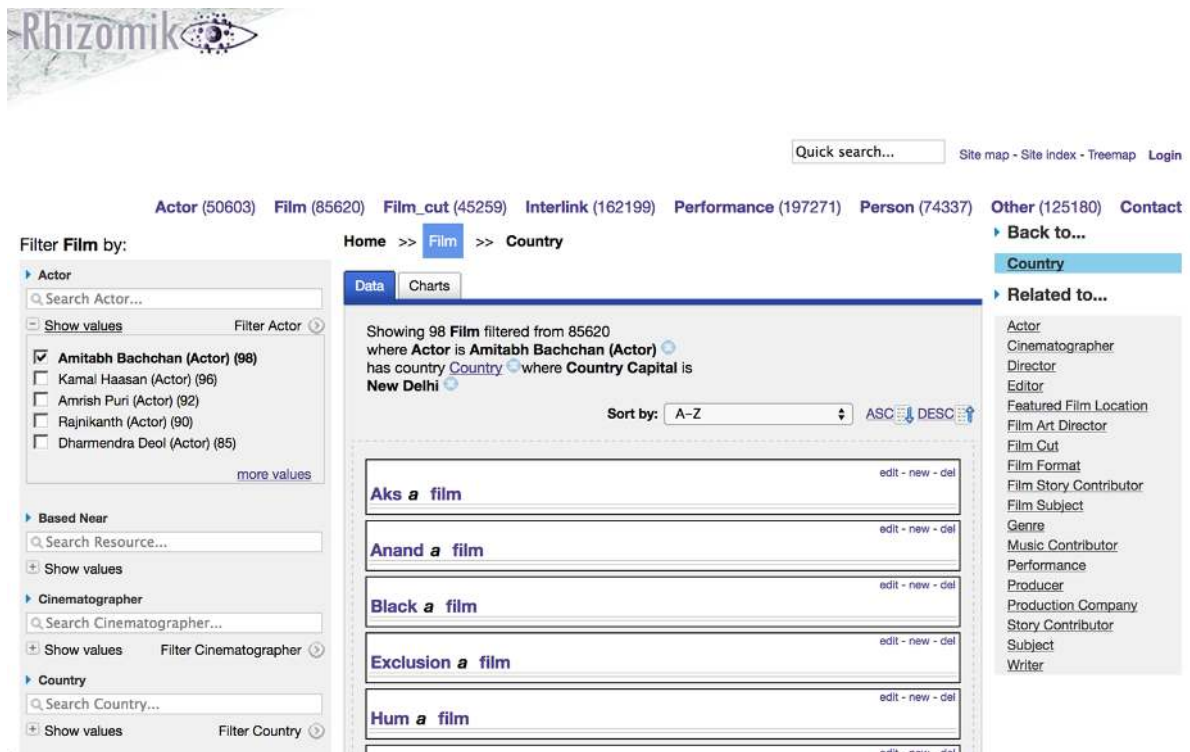 Rhizomik
Quick search...
Site map - Site index - Treemap Login
Actor (50603) Film (85620) Film_cut (45259) Interlink (162199) Performance (197271) Person (74337) Other (125180) Contact
Filter Film by:
Actor
Search Actor...
Show values Filter Actor
Amitabh Bachchan (Actor) (98)
Kamal Haasan (Actor) (96)
Amrish Puri (Actor) (92)
Rajnikanth (Actor) (90)
Dharmendra Deol (Actor) (85)
more values
Based Near
Search Resource...
Show values
Cinematographer
Search Cinematographer...
Show values Filter Cinematographer
Country
Search Country...
Show values Filter Country
Home >> Film >> Country
Data Charts
Showing 98 Film filtered from 85620
where Actor is Amitabh Bachchan (Actor)
has country Country where Country Capital is
New Delhi
Sort by: A-Z ASC DESC
edit - new - del
Aks a film
edit - new - del
Anand a film
edit - new - del
Black a film
edit - new - del
Exclusion a film
edit - new - del
Hum a film
edit - new - del
Back to...
Country
Related to...
Actor
Cinematographer
Director
Editor
Featured Film Location
Film Art Director
Film Cut
Film Format
Film Story Contributor
Film Subject
Genre
Music Contributor
Performance
Producer
Production Company
Story Contributor
Subject
Writer